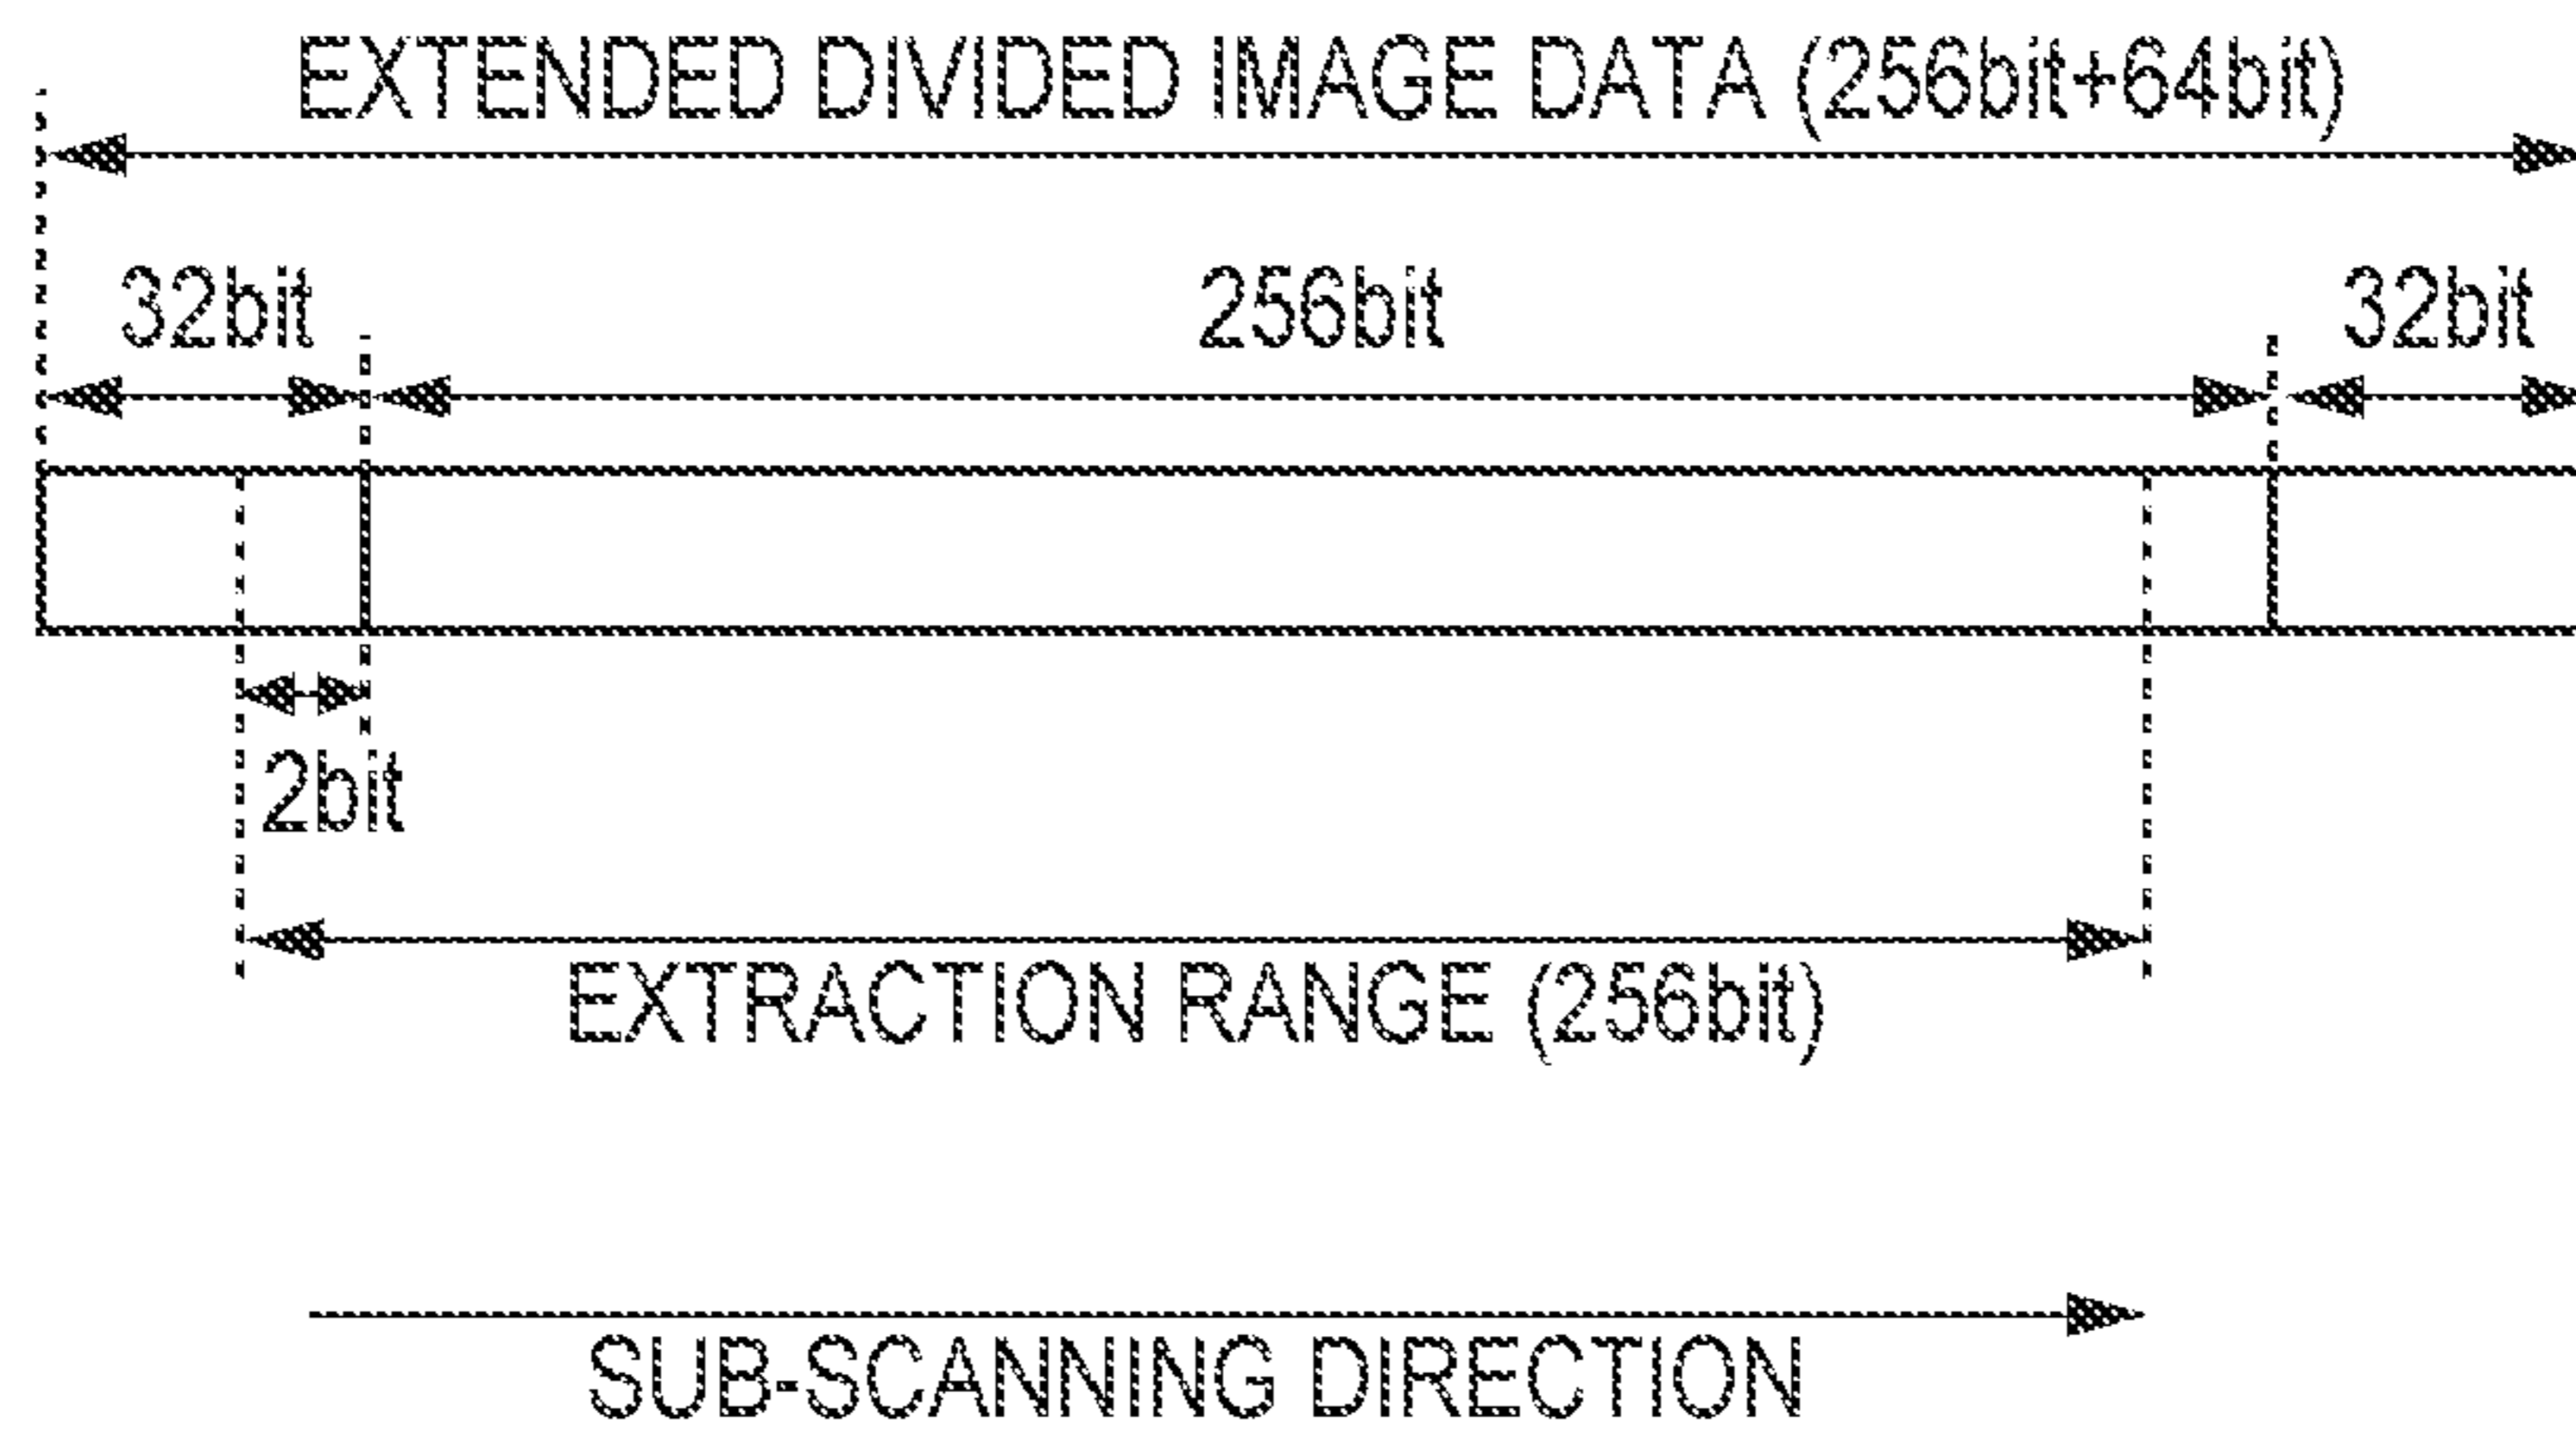 EXTENDED DIVIDED IMAGE DATA (256bit+64bit)
32bit 256bit 32bit
2bit
EXTRACTION RANGE (256bit)
SUB-SCANNING DIRECTION